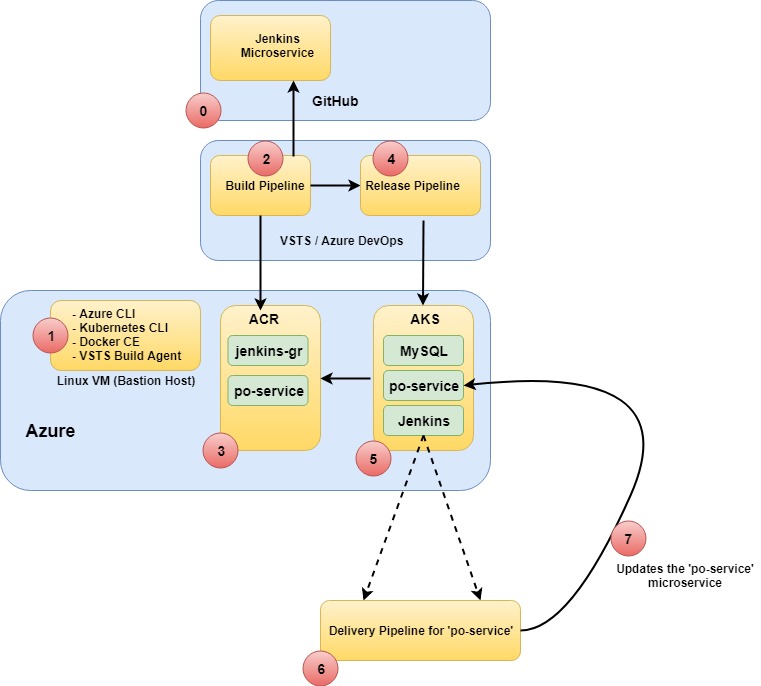 Jenkins
Microservice
GitHub
0
2
4
Build Pipeline
Release Pipeline
VSTS / Azure DevOps
1
- Azure CLI
- Kubernetes CLI
- Docker CE
- VSTS Build Agent
Linux VM (Bastion Host)
Azure
ACR
jenkins-gr
po-service
3
AKS
MySQL
po-service
Jenkins
5
7
Updates the 'po-service'
microservice
Delivery Pipeline for 'po-service'
6